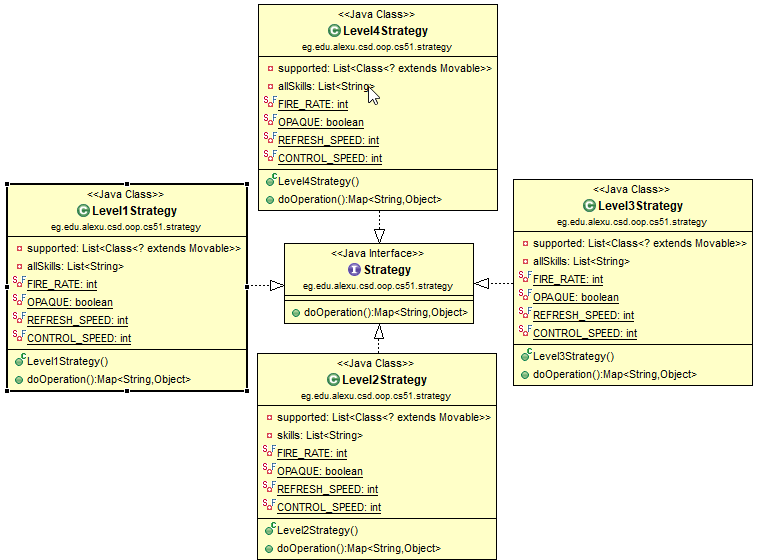 <<Java Class>>
Level4Strategy
eg.edu.alexu.csd.oop.cs51.strategy
supported: List<Class<? extends Movable>>
allSkills: List<String>
FIRE_RATE: int
OPAQUE: boolean
REFRESH_SPEED: int
CONTROL_SPEED: int
Level4Strategy()
doOperation():Map<String,Object>
<<Java Class>>
Level1Strategy
eg.edu.alexu.csd.oop.cs51.strategy
supported: List<Class<? extends Movable>>
allSkills: List<String>
FIRE_RATE: int
OPAQUE: boolean
REFRESH_SPEED: int
CONTROL_SPEED: int
Level1Strategy()
doOperation():Map<String,Object>
<<Java Interface>>
Strategy
eg.edu.alexu.csd.oop.cs51.strategy
doOperation():Map<String,Object>
<<Java Class>>
Level3Strategy
eg.edu.alexu.csd.oop.cs51.strategy
supported: List<Class<? extends Movable>>
allSkills: List<String>
FIRE_RATE: int
OPAQUE: boolean
REFRESH_SPEED: int
CONTROL_SPEED: int
Level3Strategy()
doOperation():Map<String,Object>
<<Java Class>>
Level2Strategy
eg.edu.alexu.csd.oop.cs51.strategy
supported: List<Class<? extends Movable>>
skills: List<String>
FIRE_RATE: int
OPAQUE: boolean
REFRESH_SPEED: int
CONTROL_SPEED: int
Level2Strategy()
doOperation():Map<String,Object>